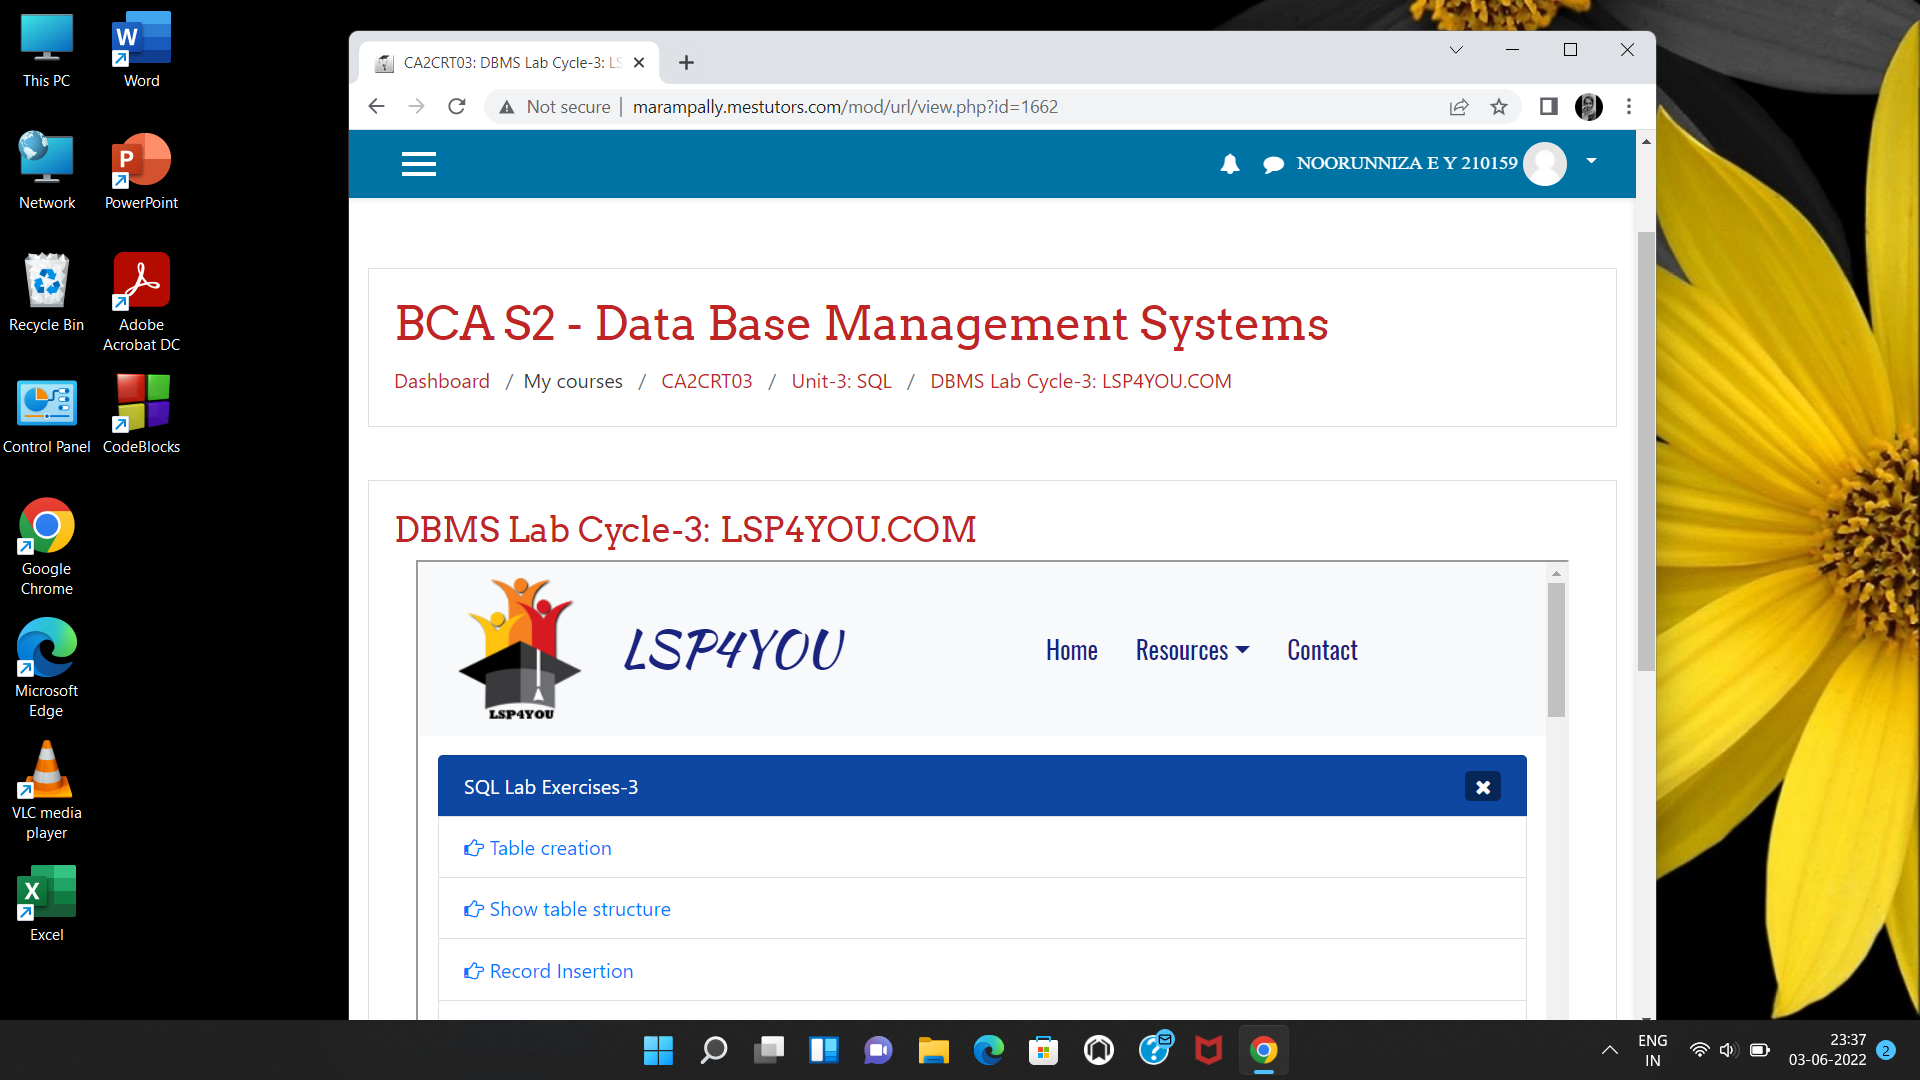 This PC
Word
Network
PowerPoint
Recycle Bin
Adobe
Acrobat DC
Control Panel
CodeBlocks
Google
Chrome
Microsoft
Edge
VLC media
player
Excel
CA2CRT03: DBMS Lab Cycle-3: LS
Not secure
marampally.mestutors.com/mod/url/view.php?id=1662
NOORUNNIZA E Y 210159
BCA S2 - Data Base Management Systems
Dashboard / My courses / CA2CRT03 / Unit-3: SQL / DBMS Lab Cycle-3: LSP4YOU.COM
DBMS Lab Cycle-3: LSP4YOU.COM
LSP4YOU
LSP4YOU
Home Resources Contact
SQL Lab Exercises-3
Table creation
Show table structure
Record Insertion
ENG
IN
23:37
03-06-2022
2